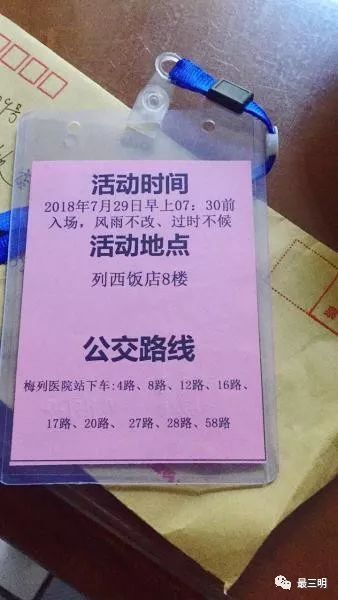 活动时间
2018年7月29日早上07：30前
入场，风雨不改、过时不候
活动地点
列西饭店8楼
公交路线
梅列医院站下车:4路、8路、12路、16路、
17路、20路、 27路、28路、58路
最三明